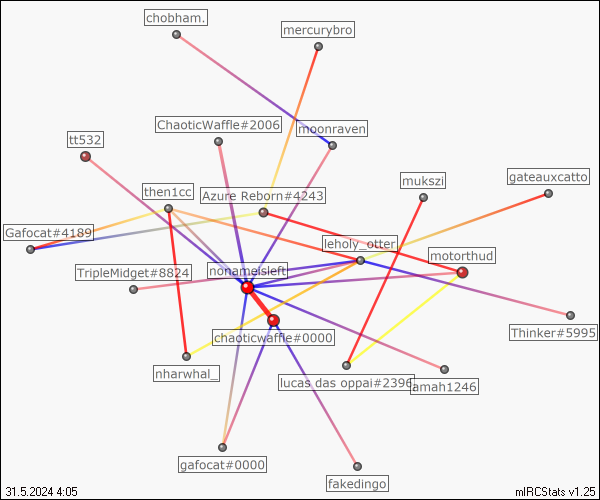 chobham.
mercurybro
ChaoticWaffle#2006
moonraven
tt532
mukszi
gateauxcatto
then1cc
Azure Reborn#4243
Gafocat#4189
leholy_otter
motorthud
nonameisleft
TripleMidget#8824
chaoticwaffle#0000
Thinker#5995
nharwhal_
lucas das oppai#2396
amah1246
gafocat#0000
fakedingo
31.5.2024 4:05
mIRCStats v1.25